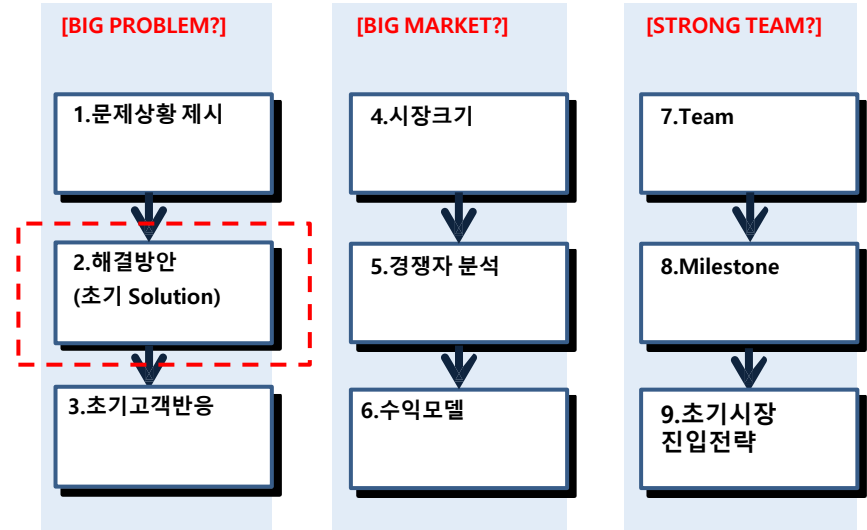 [BIG PROBLEM?]
1.문제상황 제시
2.해결방안
(초기 Solution)
3.초기고객반응
[BIG MARKET?]
4.시장크기
5.경쟁자 분석
6.수익모델
[STRONG TEAM?]
7.Team
8.Milestone
9.초기시장
진입전략